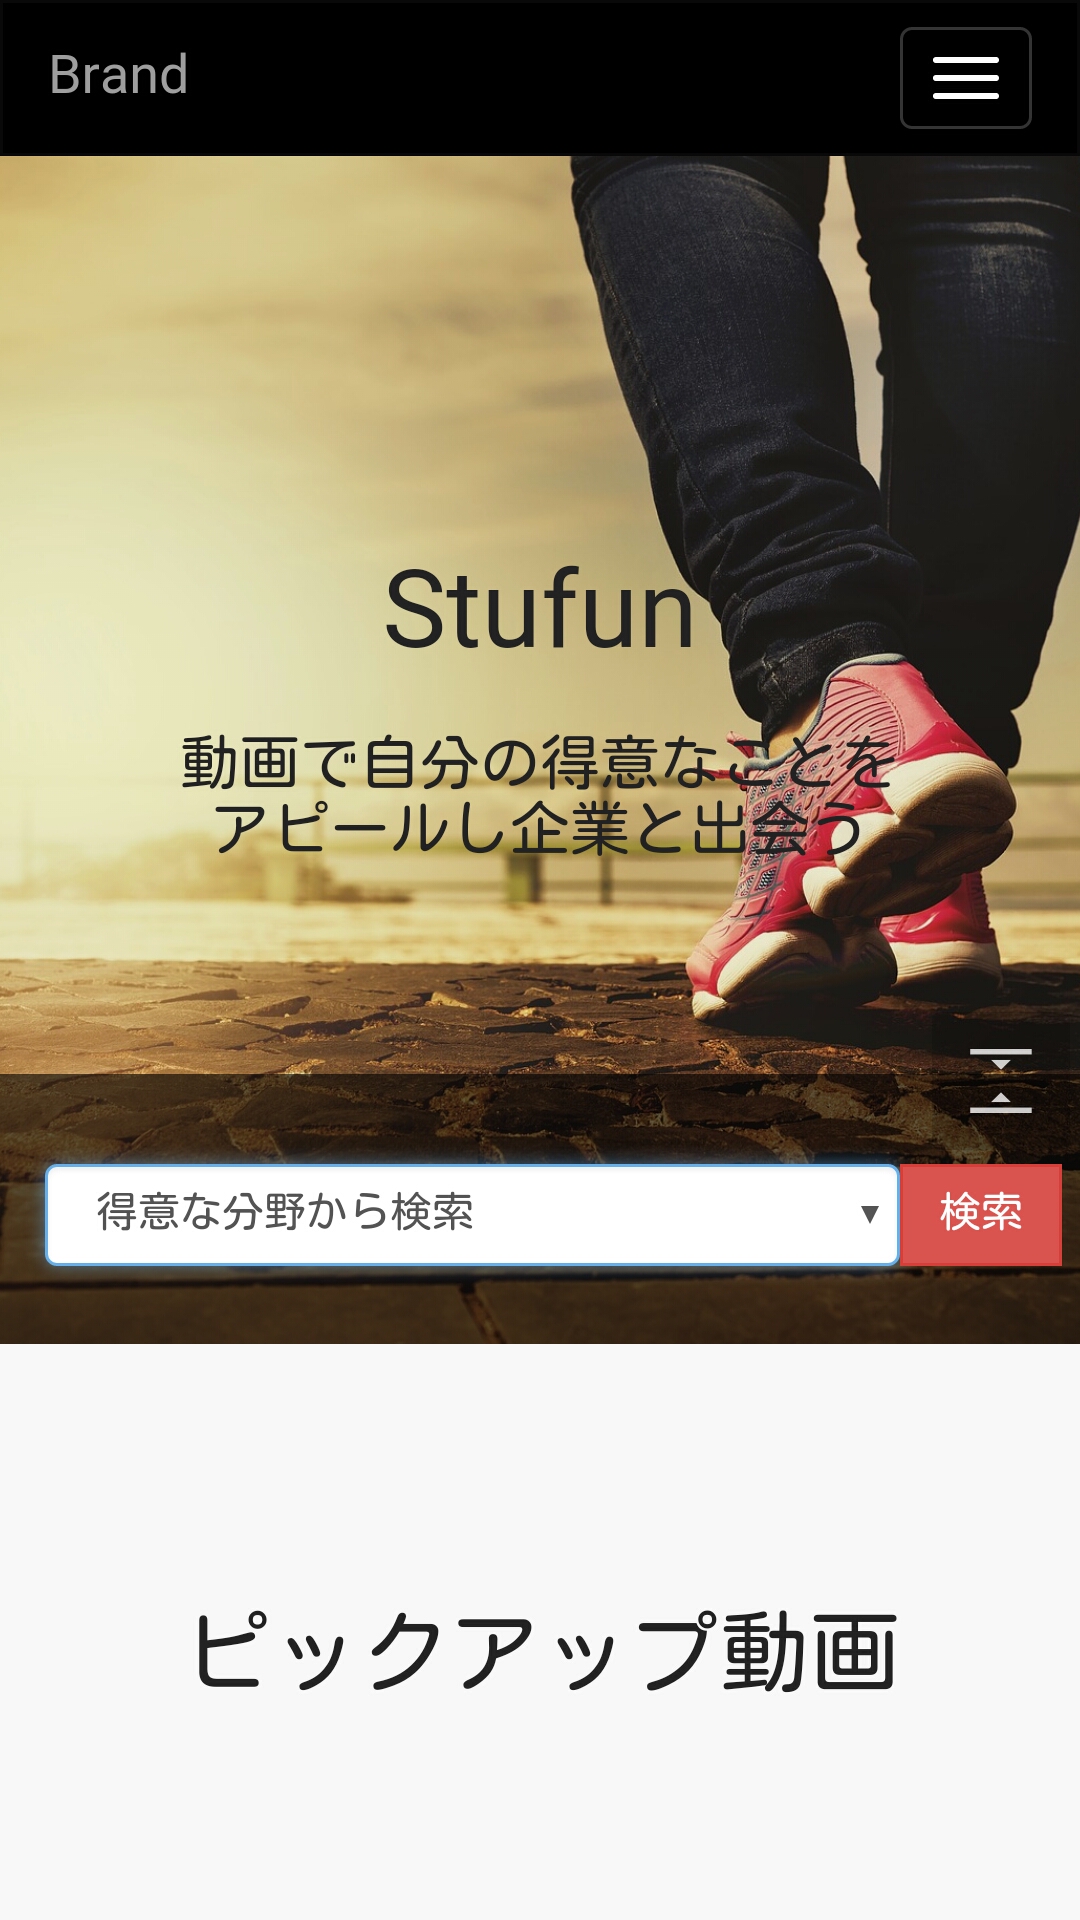 Brand
Stufun
動画で自分の得意なことを
アピールし企業と出会う
得意な分野から検索
検索
ピックアップ動画